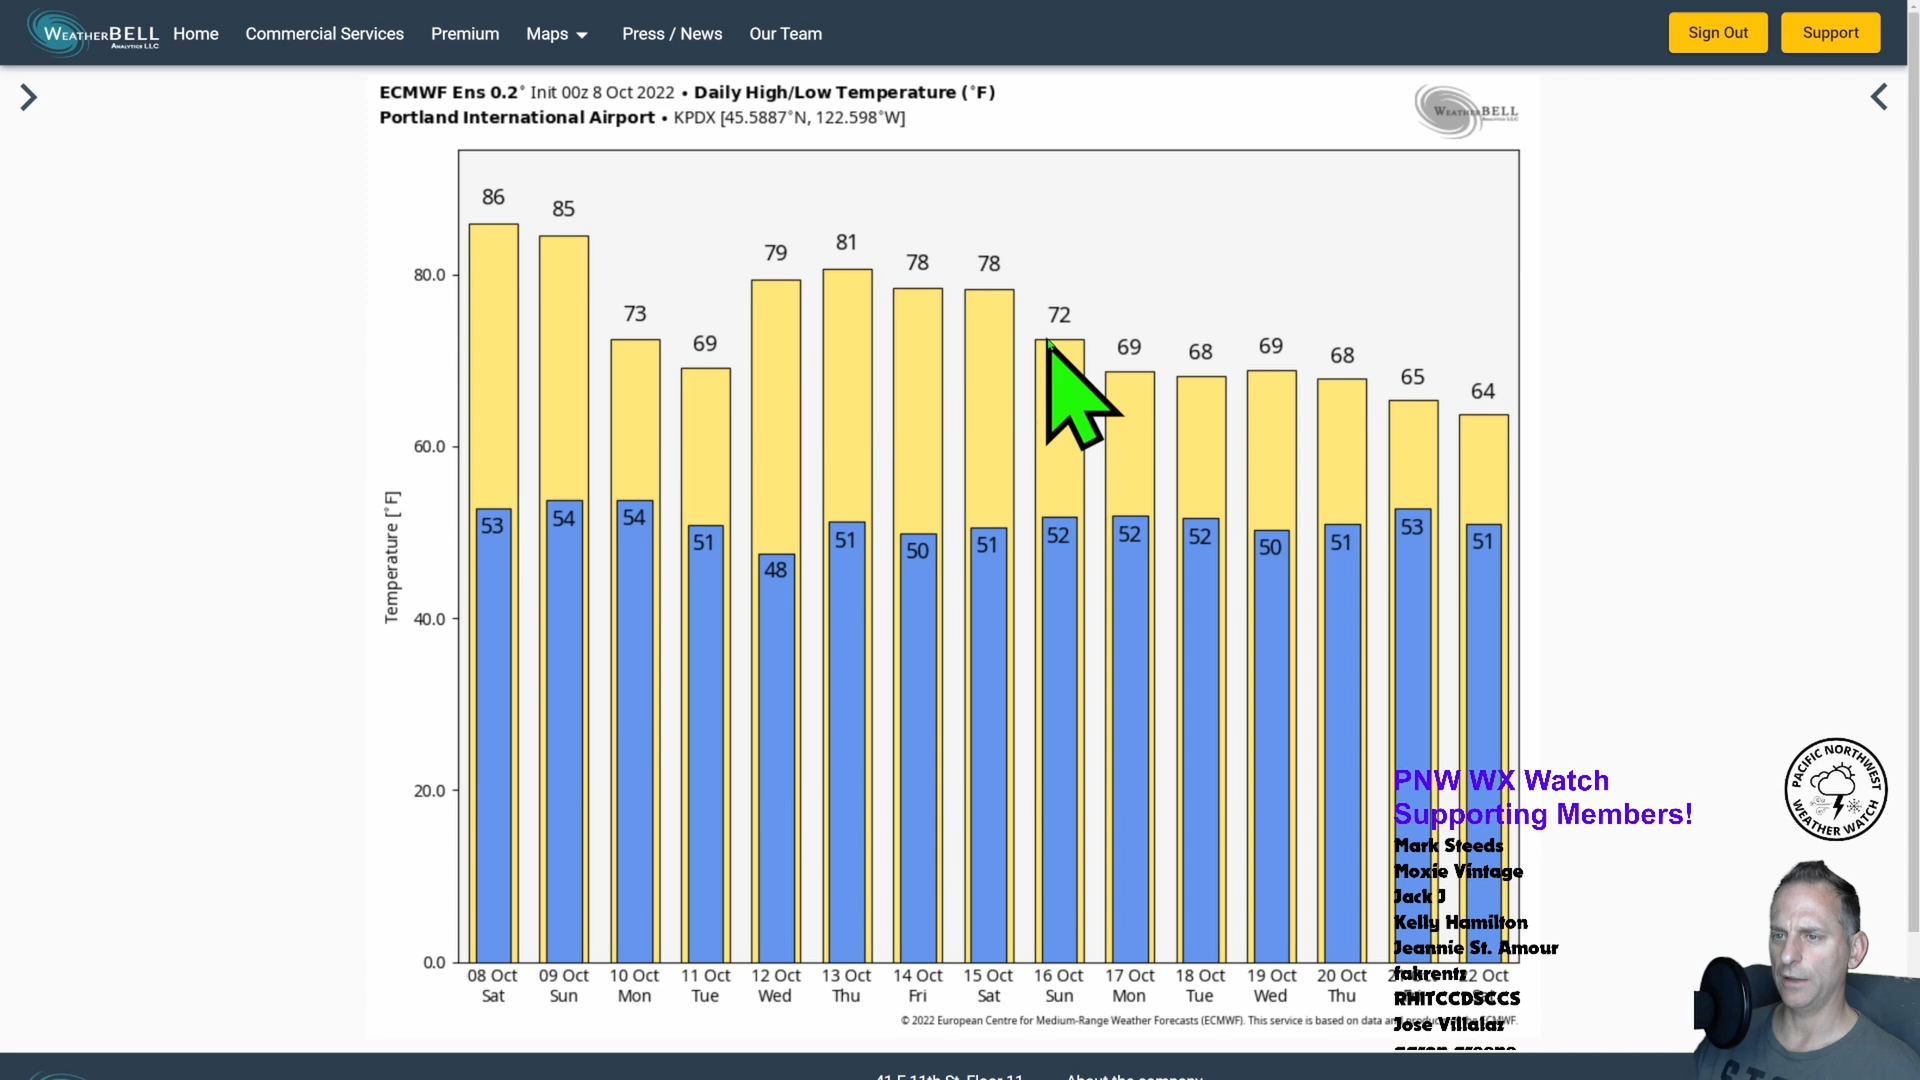 WEATHERBELL
ANALYTICS LLC
Home
Commercial Services
Premium
Maps
Press / News
Our Team
Sign Out
Support
ECMWF Ens 0.2° Init 00z 8 Oct 2022 • Daily High/Low Temperature (°F)
Portland International Airport • KPDX [45.5887°N, 122.598°W]
WEATHERBELL
86 85 73 69 79 81 78 78 72 69 68 69 68 65 64
53 54 54 51 48 51 50 51 52 52 52 50 51 53 51
Temperature [°F]
80.0
60.0
40.0
20.0
0.0
08 Oct Sat
09 Oct Sun
10 Oct Mon
11 Oct Tue
12 Oct Wed
13 Oct Thu
14 Oct Fri
15 Oct Sat
16 Oct Sun
17 Oct Mon
18 Oct Tue
19 Oct Wed
20 Oct Thu
22 Oct
© 2022 European Centre for Medium-Range Weather Forecasts (ECMWF). This service is based on data
PNW WX Watch
Supporting Members!
Mark Steeds
Moxie Vintage
Jack J
Kelly Hamilton
Jeannie St. Amour
fakrentz
RHITCCDSCCS
Jose Villalaz
PACIFIC NORTHWEST
WEATHER WATCH